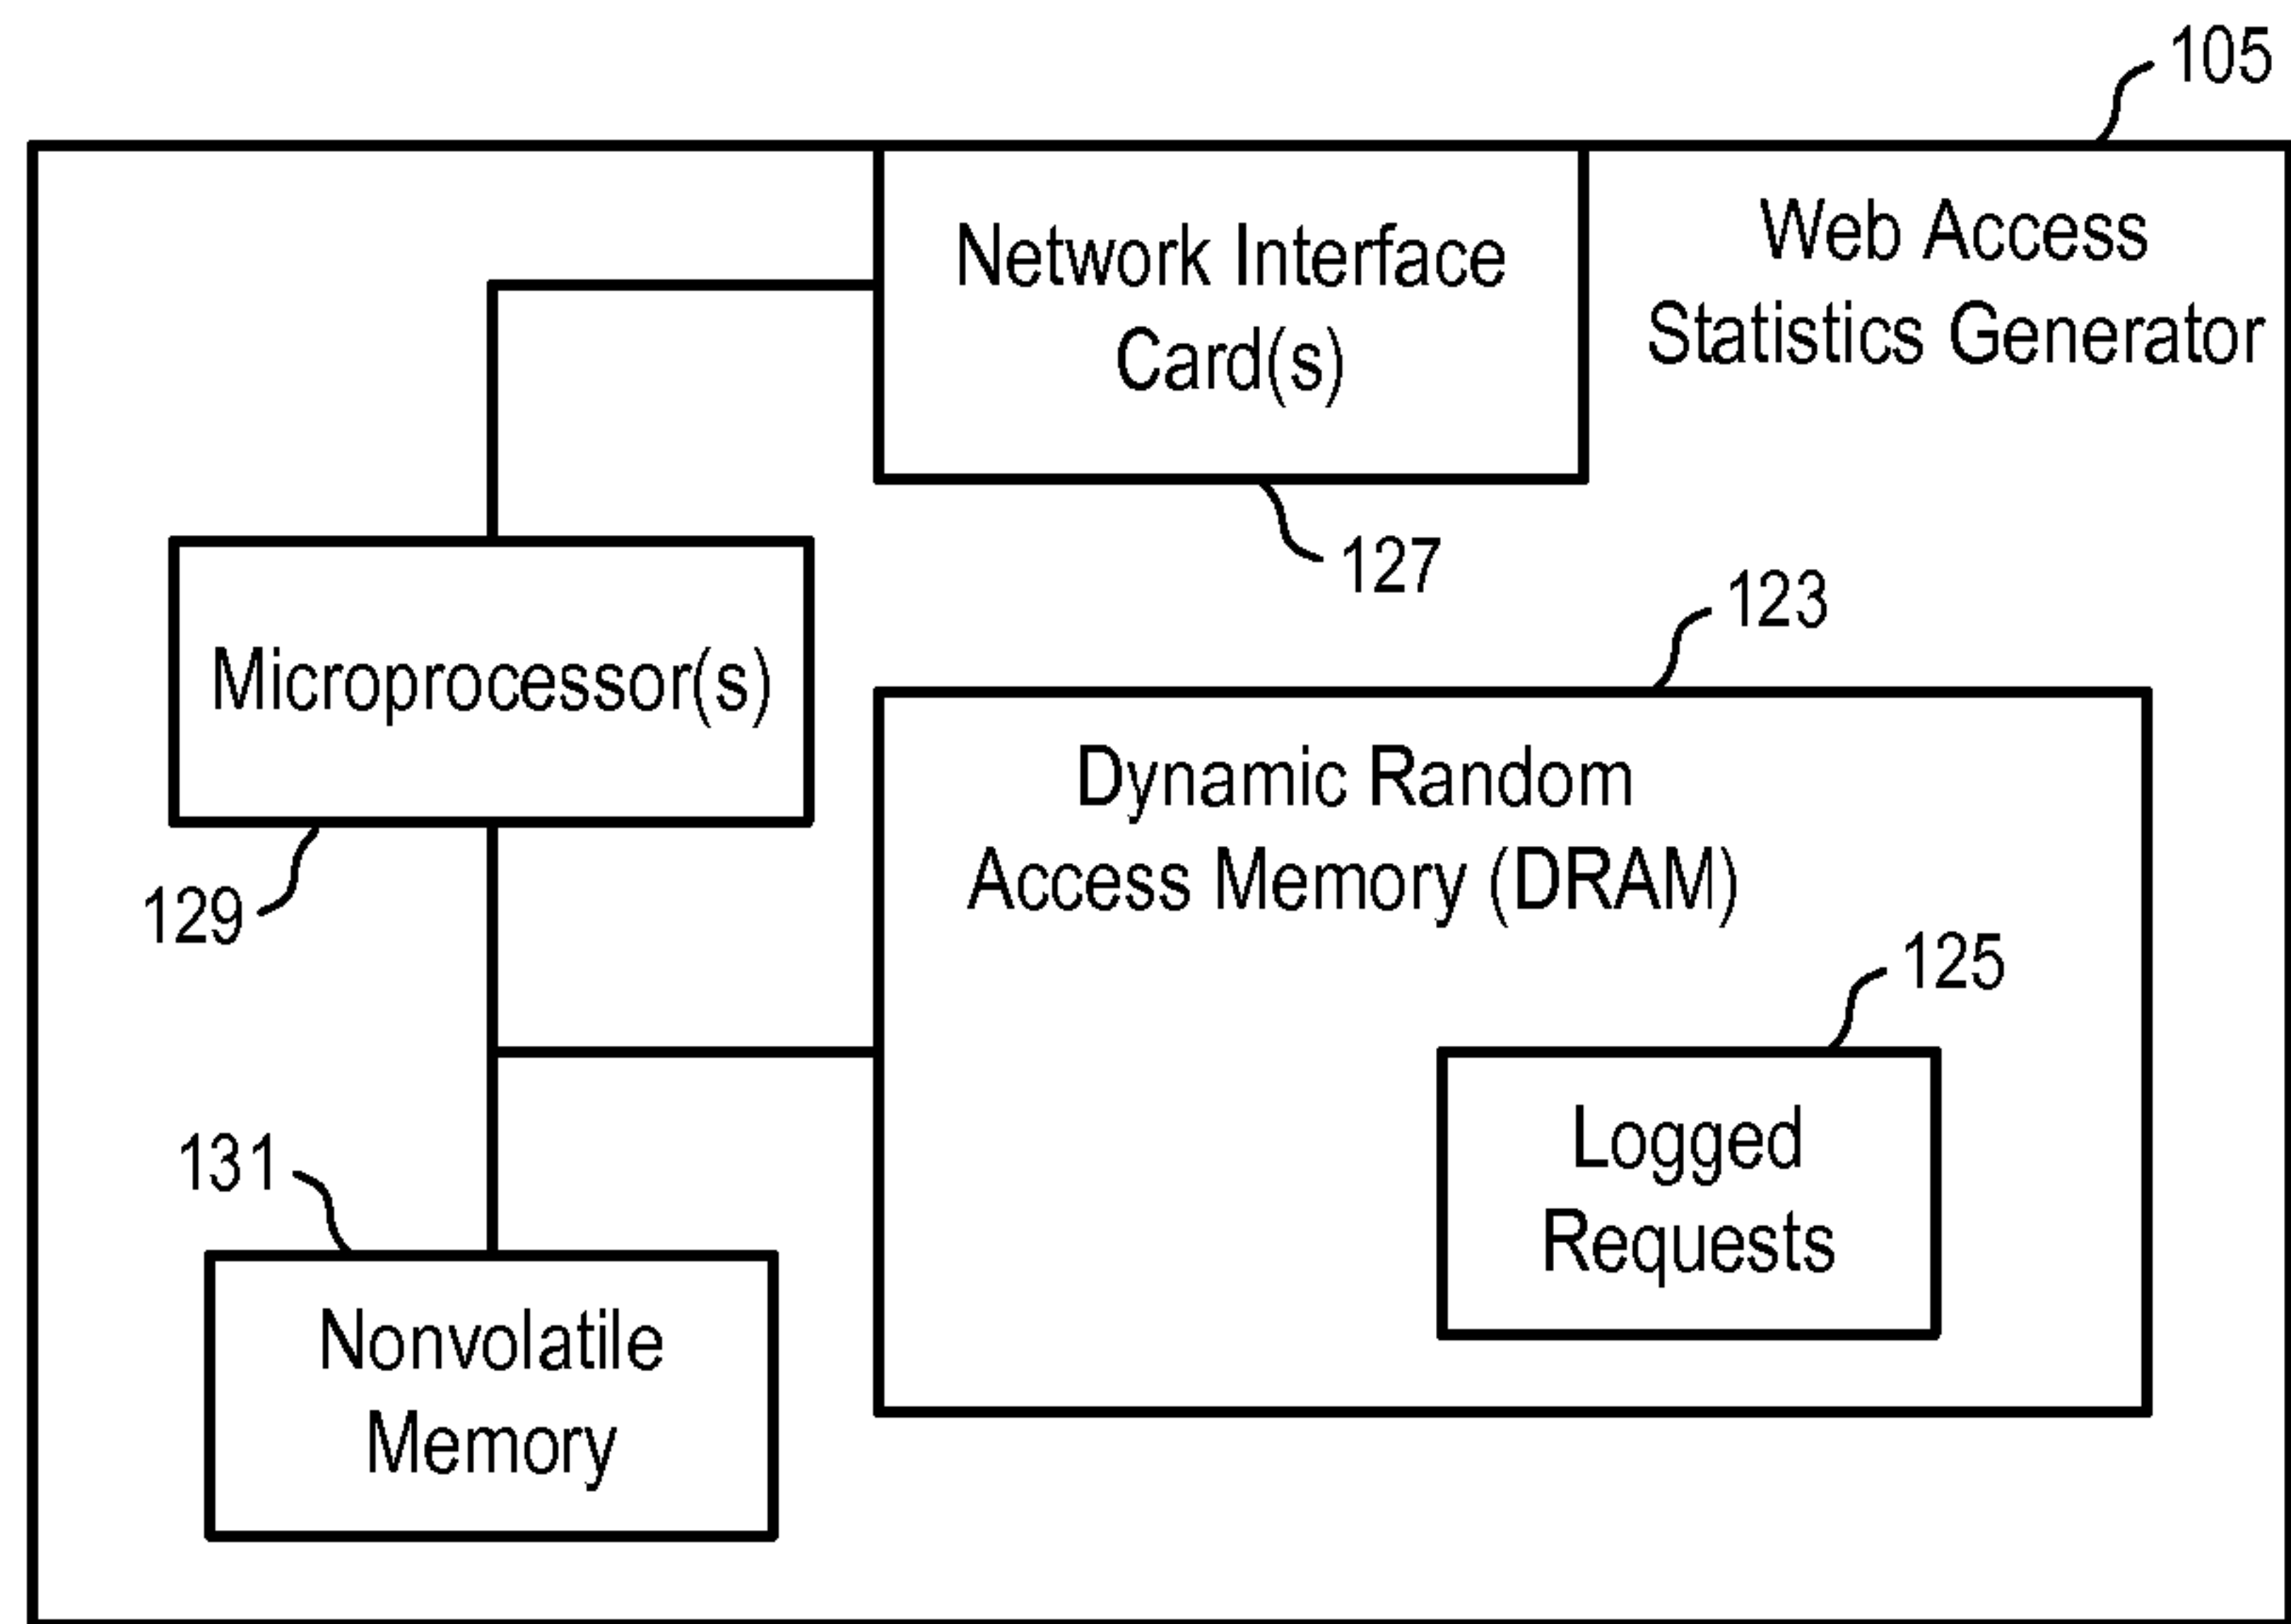 105
Network Interface
Card(s)
Web Access
Statistics Generator
127
123
Microprocessor(s)
129
Dynamic Random
Access Memory (DRAM)
125
Logged
Requests
131
Nonvolatile
Memory